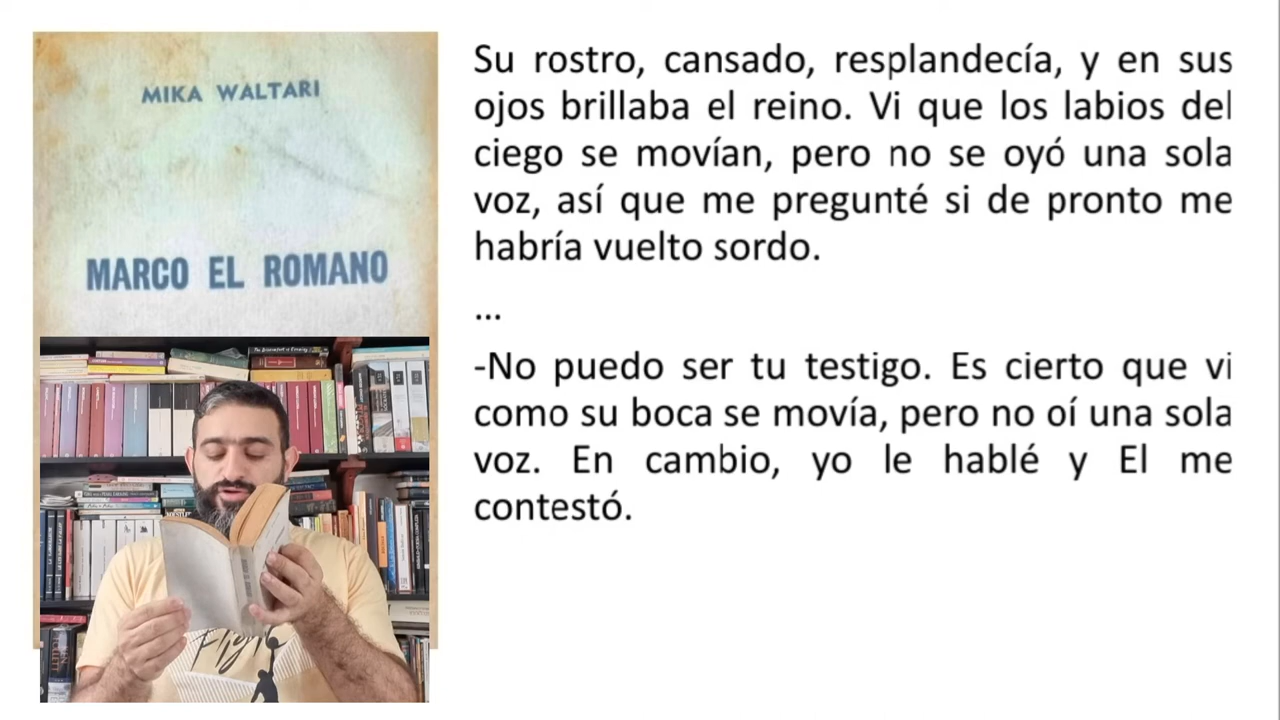 MIKA WALTARI
MARCO EL ROMANO
Su rostro, cansado, resplandecía, y en sus
ojos brillaba el reino. Vi que los labios del
ciego se movían, pero no se oyó una sola
voz, así que me pregunté si de pronto me
habría vuelto sordo.
...
-No puedo ser tu testigo. Es cierto que vi
como su boca se movía, pero no oí una sola
voz. En cambio, yo le hablé y El me
contestó.